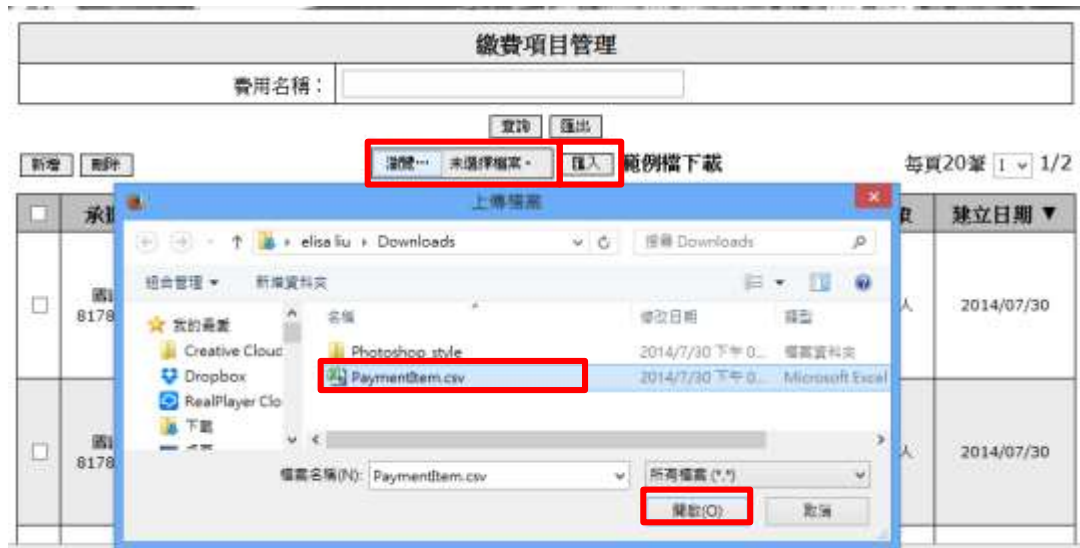 繳費項目管理
費用名稱：
查詢 匯出
新增 刪除 瀏覽… 未選擇檔案。 匯入 範例檔下載 每頁20筆 1 1/2
建立日期 ▼
上傳檔案
elisa liu Downloads 搜尋 Downloads
組合管理 新增資料夾
名稱 修改日期 類型
我的最愛
Creative Cloud
Photoshop style 2014/7/30 下午 0... 檔案資料夾
Dropbox
PaymentItem.csv 2014/7/30 下午 0... Microsoft Excel
RealPlayer Clo
下載
8178 人 2014/07/30
8178 人 2014/07/30
檔案名稱(N): PaymentItem.csv 所有檔案 (*.*)
開啟(O) 取消